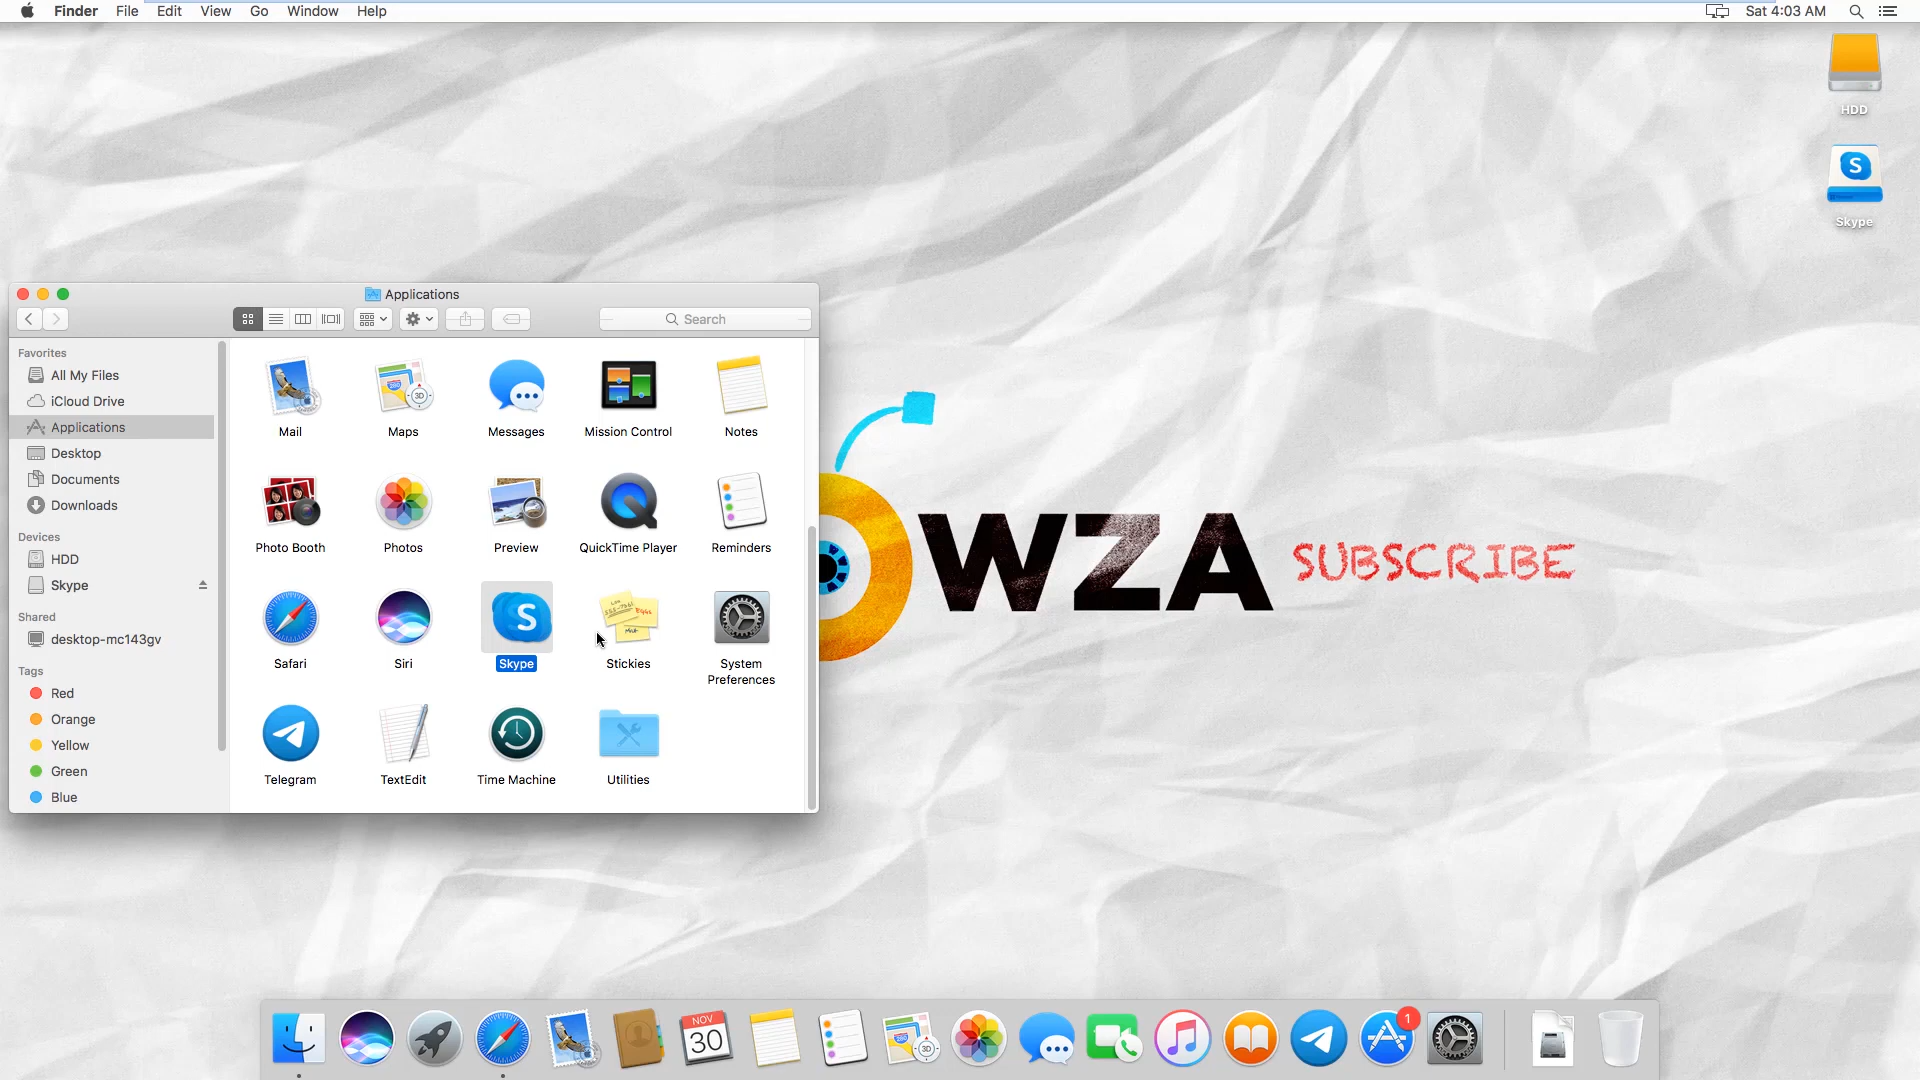 Finder File Edit View Go Window Help
Sat 4:03 AM
HDD
S
Skype
Applications
Search
Favorites
All My Files
iCloud Drive
Applications
Desktop
Documents
Downloads
Devices
HDD
Skype
Shared
desktop-mc143gv
Tags
Red
Orange
Yellow
Green
Blue
Mail Maps Messages Mission Control Notes
Photo Booth Photos Preview QuickTime Player Reminders
Safari Siri Skype Stickies System Preferences
Telegram TextEdit Time Machine Utilities
WZA SUBSCRIBE
NOV
30
280
3D
1